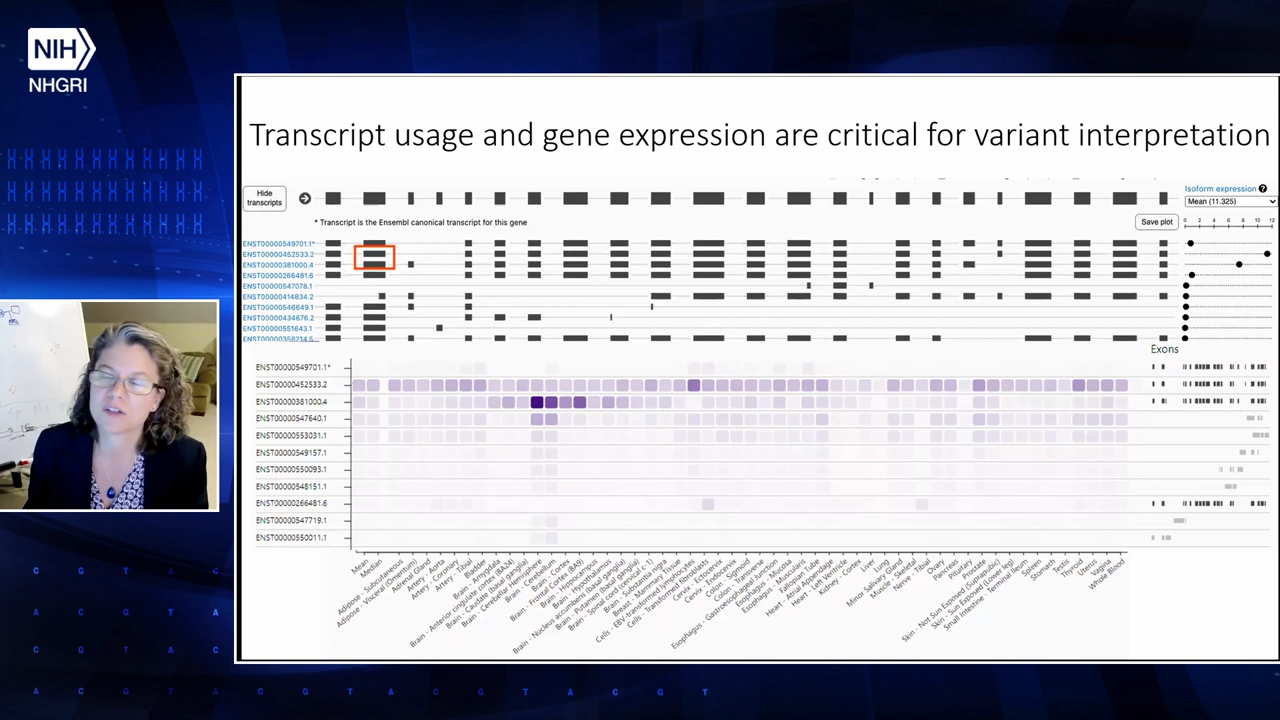 NIH
NHGRI
Transcript usage and gene expression are critical for variant interpretation
Hide
transcripts
Isoform expression ?
Mean (11.325)
* Transcript is the Ensembl canonical transcript for this gene
Save plot
0 2 4 6 8 10 12
ENST00000549701.1*
ENST00000452533.2
ENST00000381000.4
ENST00000266481.6
ENST00000547078.1
ENST00000414834.2
ENST00000546649.1
ENST00000434676.2
ENST00000551643.1
ENST00000358214.5
Exons
ENST00000549701.1*
ENST00000452533.2
ENST00000381000.4
ENST00000547640.1
ENST00000553031.1
ENST00000549157.1
ENST00000550093.1
ENST00000548151.1
ENST00000266481.6
ENST00000547719.1
ENST00000550011.1
Mean
Median
Adipose - Subcutaneous
Adipose - Visceral (Omentum)
Adrenal Gland
Artery - Aorta
Artery - Coronary
Artery - Tibial
Bladder
Brain - Amygdala
Brain - Anterior cingulate cortex (BA24)
Brain - Caudate (basal ganglia)
Brain - Cerebellar Hemisphere
Brain - Cerebellum
Brain - Cortex
Brain - Frontal Cortex (BA9)
Brain - Hippocampus
Brain - Hypothalamus
Brain - Nucleus accumbens (basal ganglia)
Brain - Putamen (basal ganglia)
Brain - Spinal cord (cervical c-1)
Brain - Substantia nigra
Breast - Mammary Tissue
Cells - EBV-transformed lymphocytes
Cells - Transformed fibroblasts
Cervix - Ectocervix
Cervix - Endocervix
Colon - Sigmoid
Colon - Transverse
Esophagus - Gastroesophageal Junction
Esophagus - Mucosa
Esophagus - Muscularis
Fallopian Tube
Heart - Atrial Appendage
Heart - Left Ventricle
Kidney - Cortex
Liver
Lung
Minor Salivary Gland
Muscle - Skeletal
Nerve - Tibial
Ovary
Pancreas
Pituitary
Prostate
Skin - Not Sun Exposed (Suprapubic)
Skin - Sun Exposed (Lower leg)
Small Intestine - Terminal Ileum
Spleen
Stomach
Testis
Thyroid
Uterus
Vagina
Whole Blood
C G T A C G
A C G T A C G T
C G T A C G
A C G T A C G T A C G T A C G T